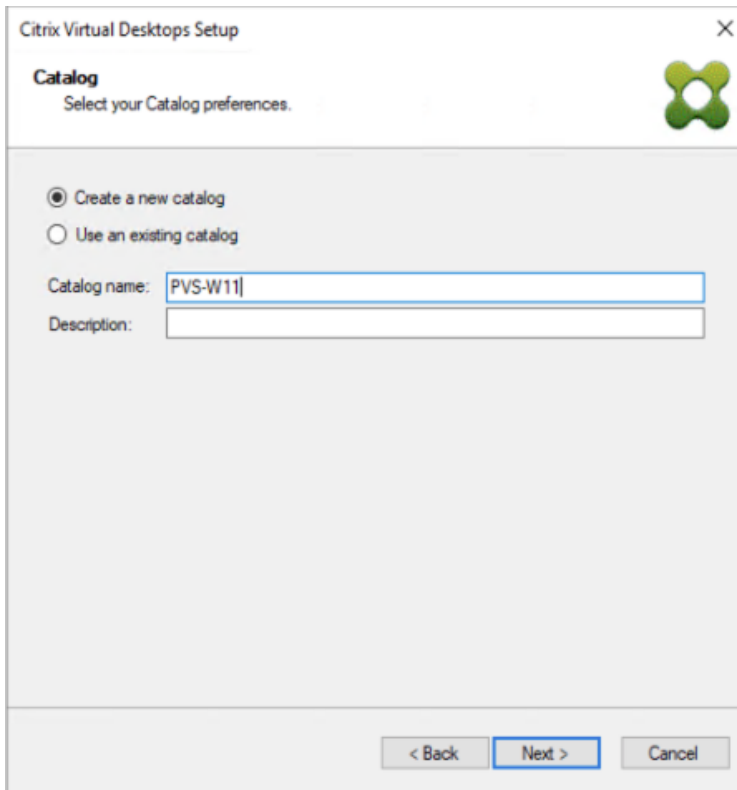 Citrix Virtual Desktops Setup
Catalog
Select your Catalog preferences.
Create a new catalog
Use an existing catalog
Catalog name: PVS-W11
Description:
< Back Next > Cancel